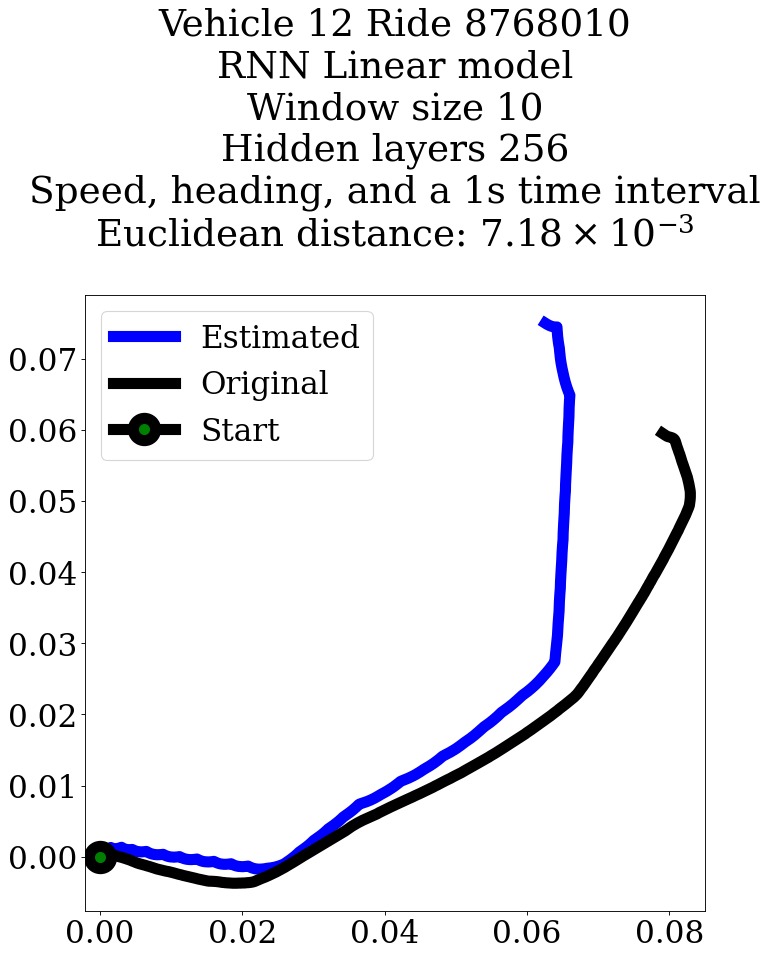 Vehicle 12 Ride 8768010
RNN Linear model
Window size 10
Hidden layers 256
Speed, heading, and a 1s time interval
Euclidean distance: 7.18 × 10⁻³
Estimated
Original
Start
0.07
0.06
0.05
0.04
0.03
0.02
0.01
0.00
0.00 0.02 0.04 0.06 0.08